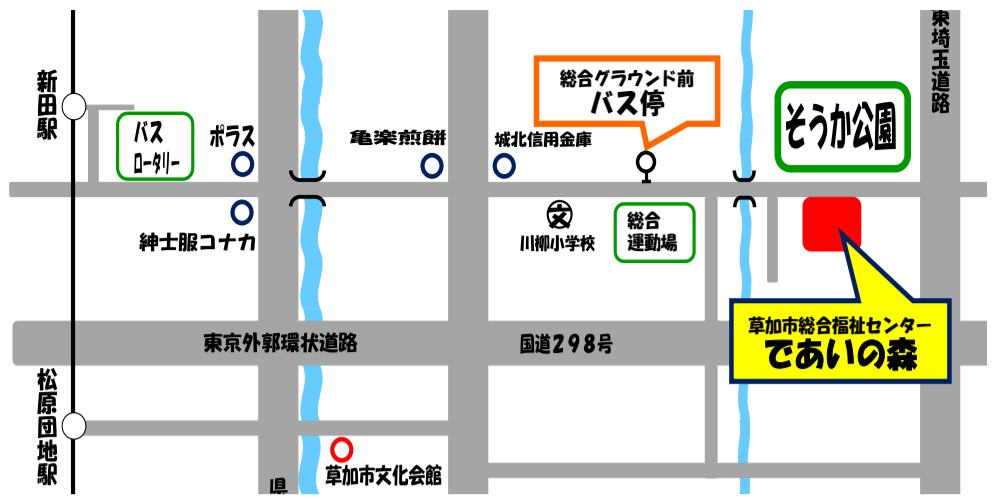 新田駅
バス
ロータリー
ポラス
紳士服コナカ
亀楽煎餅
城北信用金庫
総合グラウンド前
バス停
そうか公園
東埼玉道路
文
川柳小学校
総合
運動場
草加市総合福祉センター
であいの森
東京外郭環状道路
国道298号
松原団地駅
草加市文化会館
県